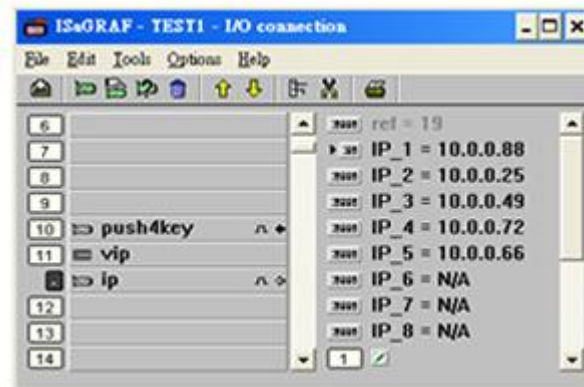 ISaGRAF - TEST1 - I/O connection
File Edit Tools Options Help
6
7
8
9
10 push4key
11 vip
ip
12
13
14
ref = 19
IP_1 = 10.0.0.88
IP_2 = 10.0.0.25
IP_3 = 10.0.0.49
IP_4 = 10.0.0.72
IP_5 = 10.0.0.66
IP_6 = N/A
IP_7 = N/A
IP_8 = N/A
1